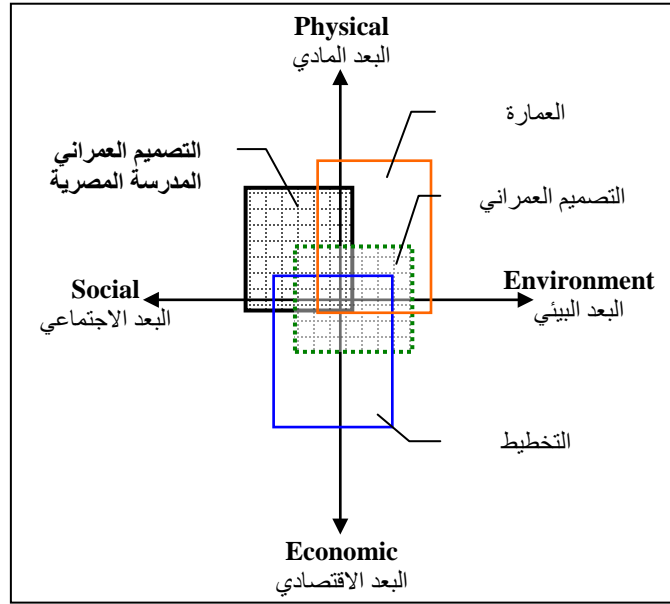 Physical
البعد المادي
العمارة
التصميم العمراني
المدرسة المصرية
التصميم العمراني
Social
البعد الاجتماعي
Environment
البعد البيئي
التخطيط
Economic
البعد الاقتصادي